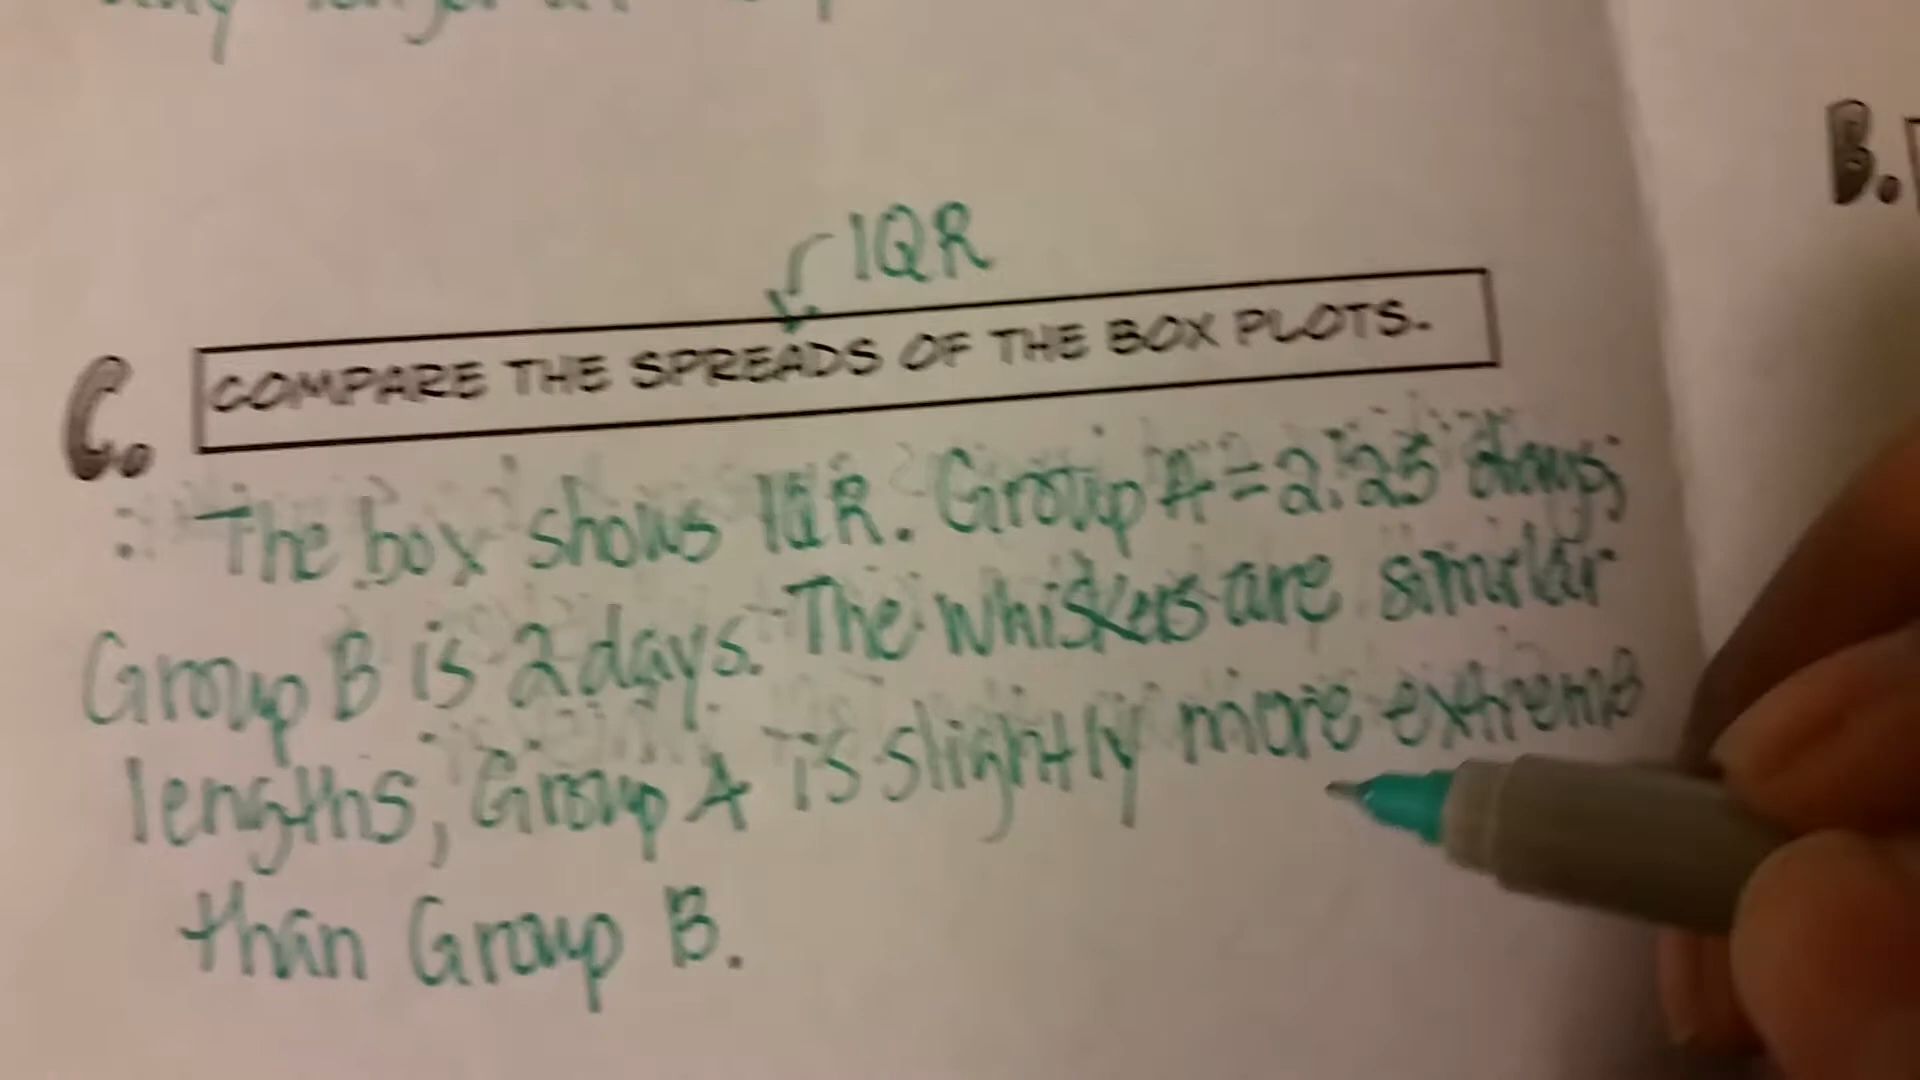 IQR
B.
C. COMPARE THE SPREADS OF THE BOX PLOTS.
The box shows IQR. Group A = 2.25 days;
Group B is 2 days. The whiskers are similar
lengths, Group A is slightly more extreme
than Group B.